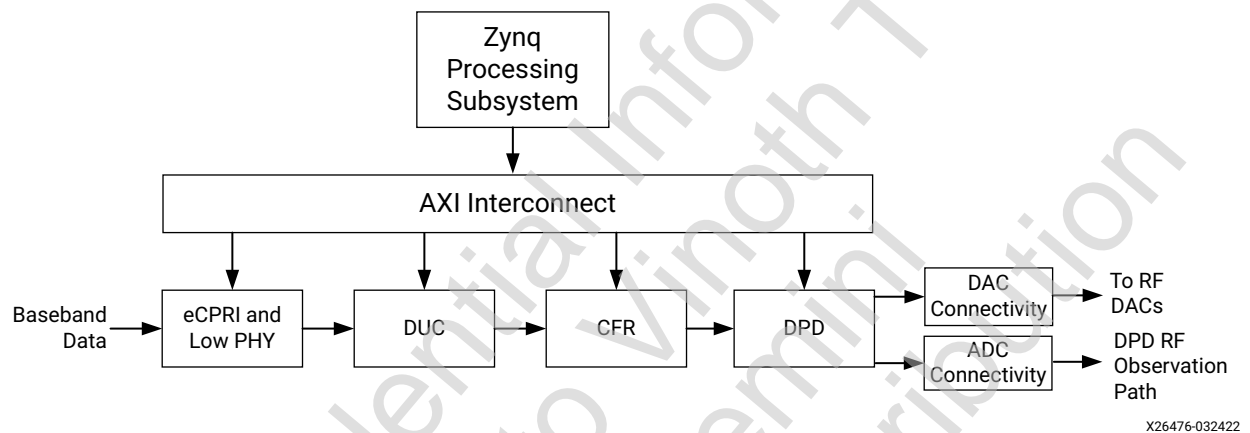 Zynq
Processing
Subsystem
AXI Interconnect
Baseband
Data
eCPRI and
Low PHY
DUC
CFR
DPD
DAC
Connectivity
To RF
DACs
ADC
Connectivity
DPD RF
Observation
Path
X26476-032422